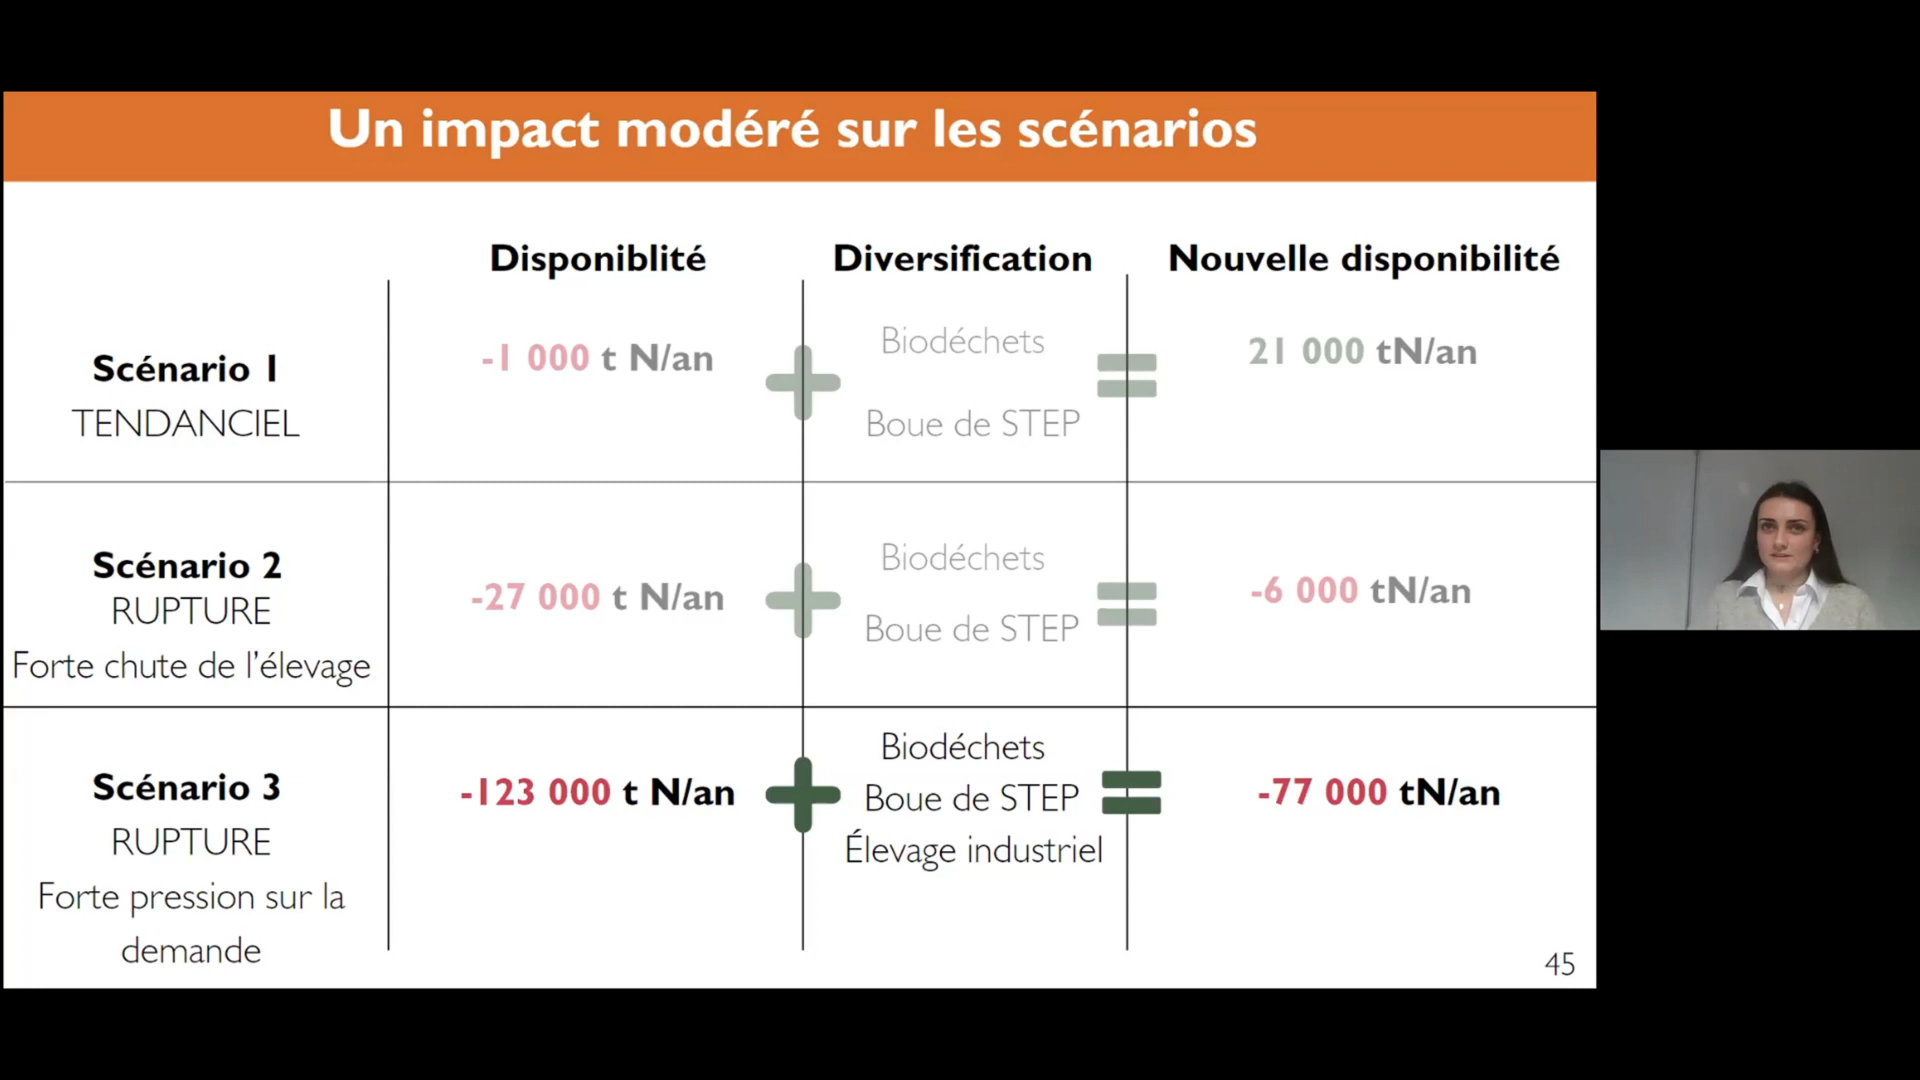 Un impact modéré sur les scénarios
Disponiblité
Diversification
Nouvelle disponibilité
Scénario 1
TENDANCIEL
-1 000 t N/an
Biodéchets
Boue de STEP
21 000 tN/an
Scénario 2
RUPTURE
Forte chute de l'élevage
-27 000 t N/an
Biodéchets
Boue de STEP
-6 000 tN/an
Scénario 3
RUPTURE
Forte pression sur la
demande
-123 000 t N/an
Biodéchets
Boue de STEP
Élevage industriel
-77 000 tN/an
45